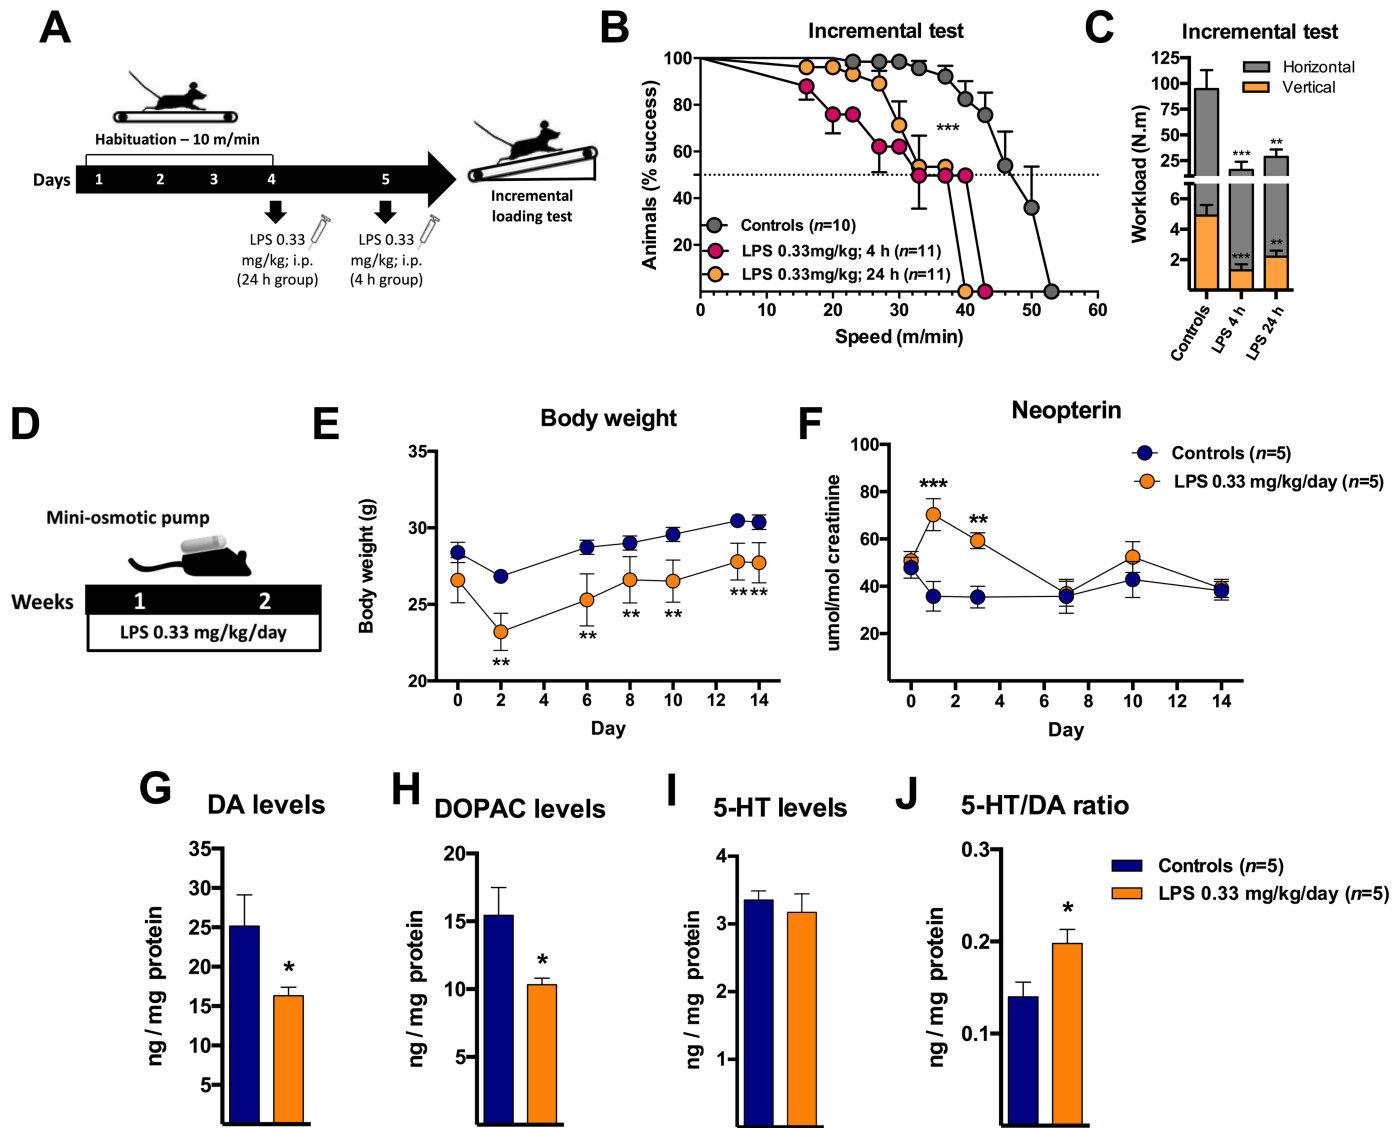 A
Habituation – 10 m/min
Days 1 2 3 4 5
LPS 0.33
mg/kg; i.p.
(24 h group)
LPS 0.33
mg/kg; i.p.
(4 h group)
Incremental
loading test
B
Incremental test
Animals (% success)
100
80
60
40
20
Controls (n=10)
LPS 0.33mg/kg; 4 h (n=11)
LPS 0.33mg/kg; 24 h (n=11)
***
0 10 20 30 40 50 60
Speed (m/min)
C
Incremental test
Workload (N.m)
125
100
75
50
25
6
4
2
Horizontal
Vertical
*** **
*** **
Controls
LPS 4 h
LPS 24 h
D
Mini-osmotic pump
Weeks 1 2
LPS 0.33 mg/kg/day
E
Body weight
Body weight (g)
35
30
25
20
** ** ** ** ** **
0 2 4 6 8 10 12 14
Day
F
Neopterin
umol/mol creatinine
100
80
60
40
20
Controls (n=5)
LPS 0.33 mg/kg/day (n=5)
***
**
0 2 4 6 8 10 12 14
Day
G
DA levels
ng / mg protein
35
30
25
20
15
10
5
*
H
DOPAC levels
ng / mg protein
20
15
10
5
*
I
5-HT levels
ng / mg protein
4
3
2
1
J
5-HT/DA ratio
ng / mg protein
0.3
0.2
0.1
*
Controls (n=5)
LPS 0.33 mg/kg/day (n=5)